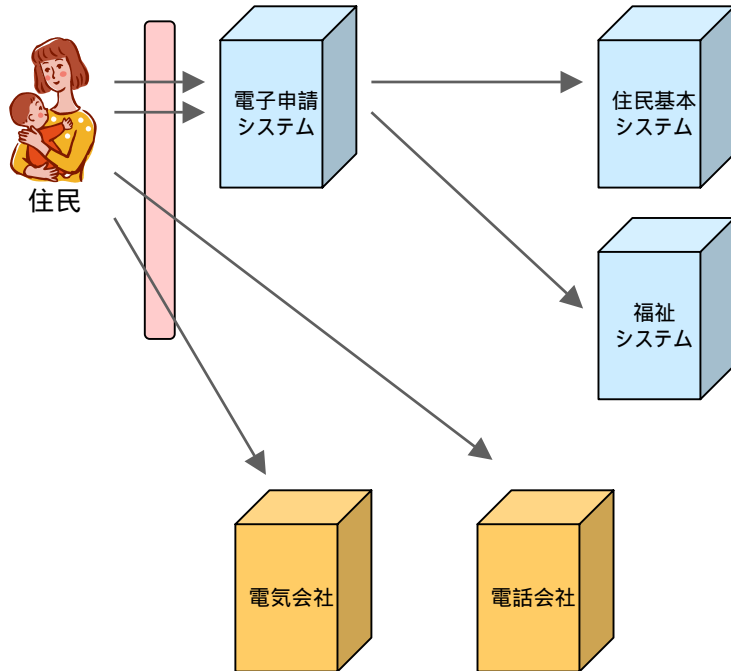 電子申請
システム
住民基本
システム
住民
福祉
システム
電気会社
電話会社